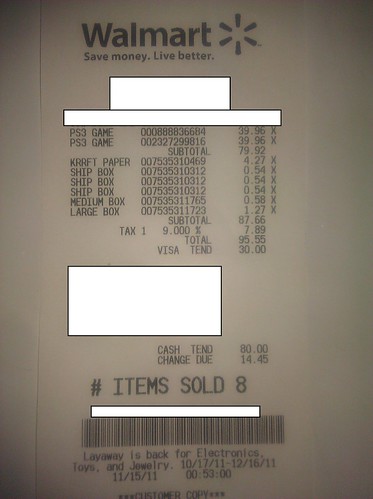 Walmart
Save money. Live better.
PS3 GAME 000888836684 39.96 X
PS3 GAME 002327299816 39.96 X
SUBTOTAL 79.92
KRAFT PAPER 007535310469 4.27 X
SHIP BOX 007535310312 0.54 X
SHIP BOX 007535310312 0.54 X
SHIP BOX 007535310312 0.54 X
MEDIUM BOX 007535311765 0.58 X
LARGE BOX 007535311723 1.27 X
SUBTOTAL 87.66
TAX 1 9.000 % 7.89
TOTAL 95.55
VISA TEND 30.00
CASH TEND 80.00
CHANGE DUE 14.45
# ITEMS SOLD 8
Layaway is back for Electronics,
Toys, and Jewelry. 10/17/11-12/16/11
11/15/11
***CUSTOMER COPY***